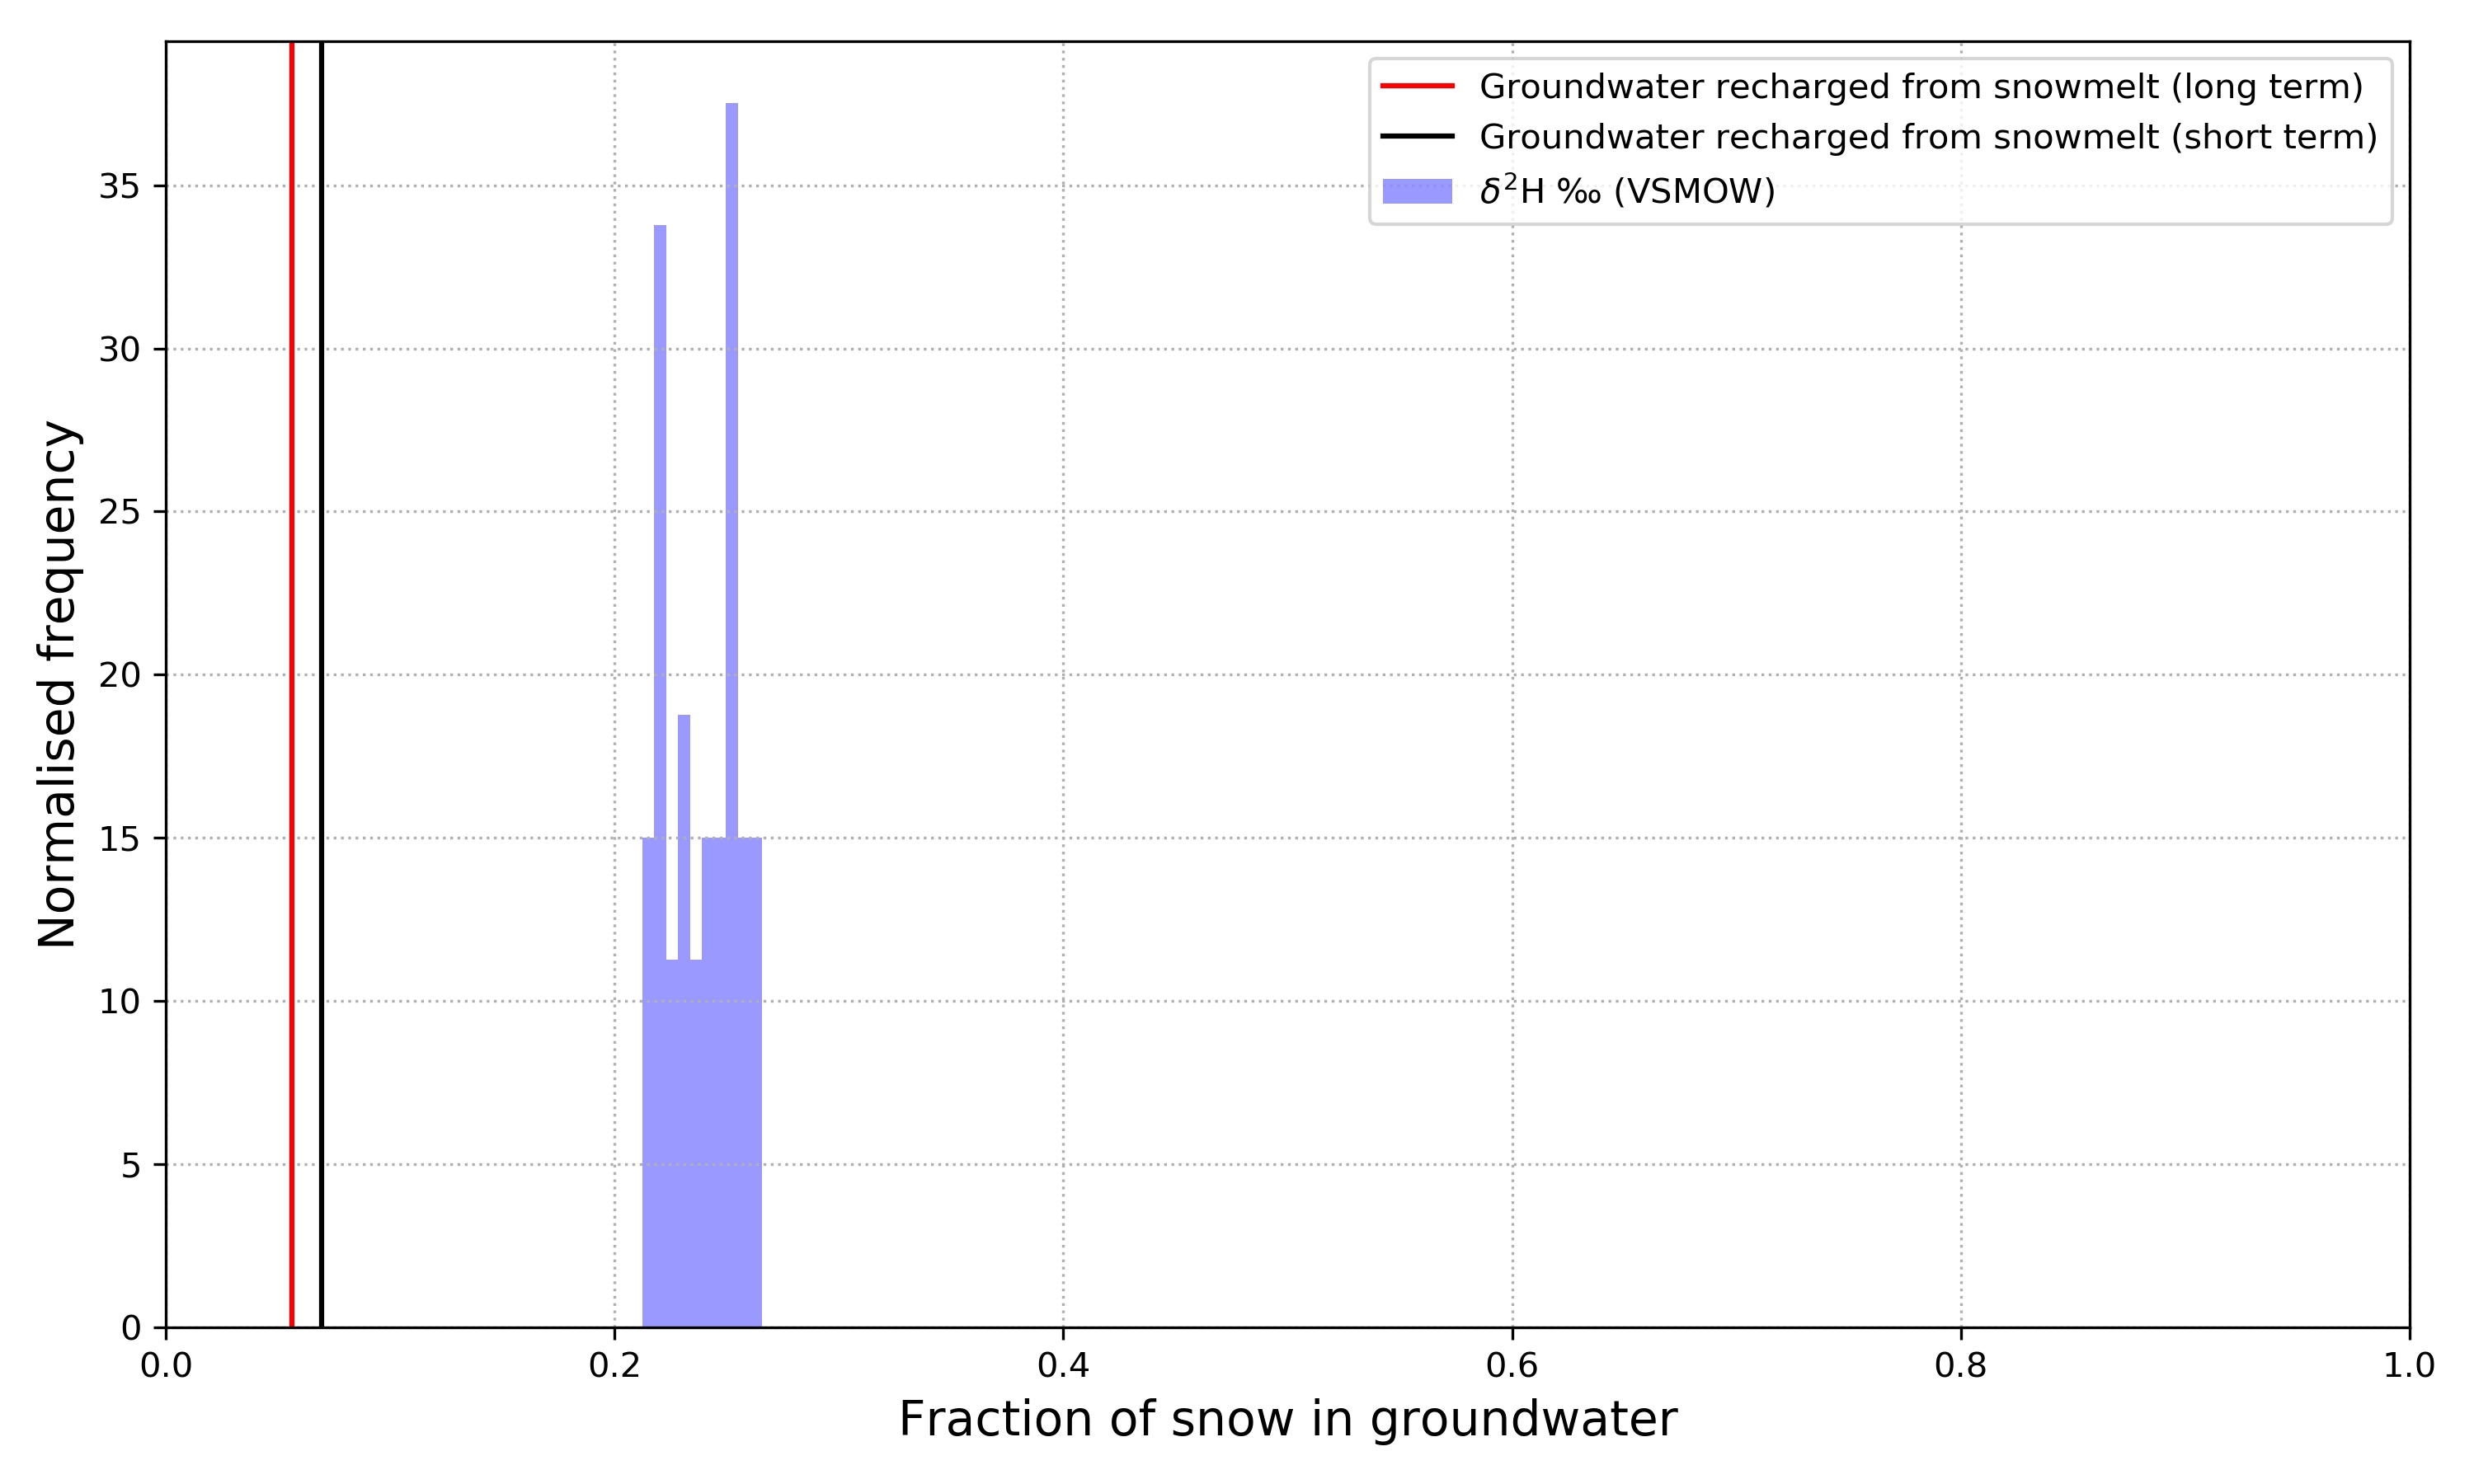 Groundwater recharged from snowmelt (long term)
Groundwater recharged from snowmelt (short term)
δ²H ‰ (VSMOW)
Normalised frequency
35
30
25
20
15
10
5
0
0.0 0.2 0.4 0.6 0.8 1.0
Fraction of snow in groundwater